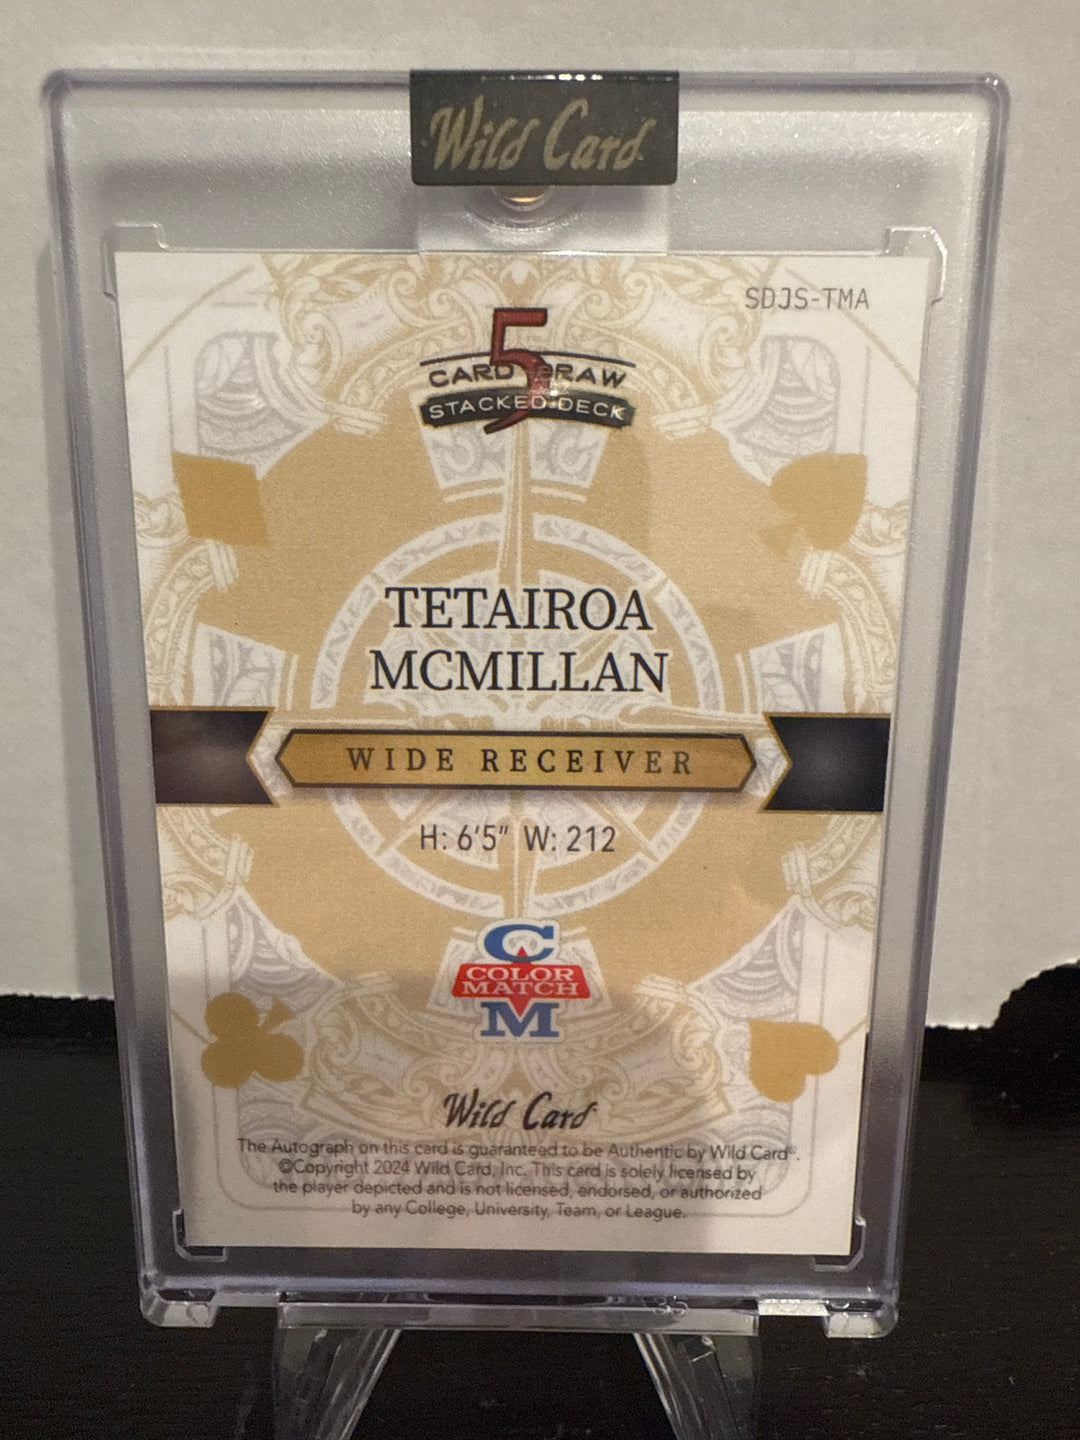 Wild Card
SDJS-TMA
5
CARD DRAW
STACKED DECK
TETAIROA
MCMILLAN
WIDE RECEIVER
H: 6'5" W: 212
C
COLOR
MATCH
M
Wild Card
The Autograph on this card is guaranteed to be Authentic by Wild Card®.
©Copyright 2024 Wild Card, Inc. This card is solely licensed by
the player depicted and is not licensed, endorsed, or authorized
by any College, University, Team, or League.